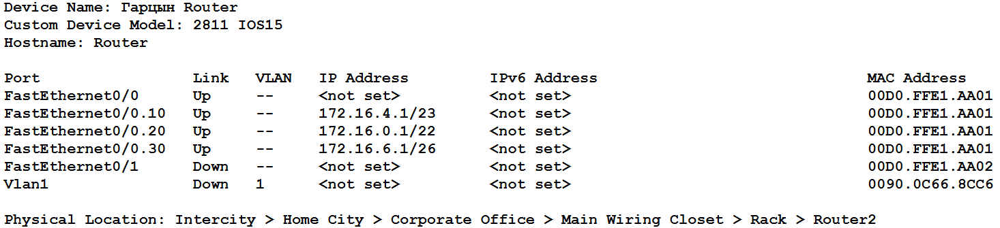 Device Name: Гарцын Router
Custom Device Model: 2811 IOS15
Hostname: Router
Port Link VLAN IP Address IPv6 Address MAC Address
FastEthernet0/0 Up -- <not set> <not set> 00D0.FFE1.AA01
FastEthernet0/0.10 Up -- 172.16.4.1/23 <not set> 00D0.FFE1.AA01
FastEthernet0/0.20 Up -- 172.16.0.1/22 <not set> 00D0.FFE1.AA01
FastEthernet0/0.30 Up -- 172.16.6.1/26 <not set> 00D0.FFE1.AA01
FastEthernet0/1 Down -- <not set> <not set> 00D0.FFE1.AA02
Vlan1 Down 1 <not set> <not set> 0090.0C66.8CC6
Physical Location: Intercity > Home City > Corporate Office > Main Wiring Closet > Rack > Router2